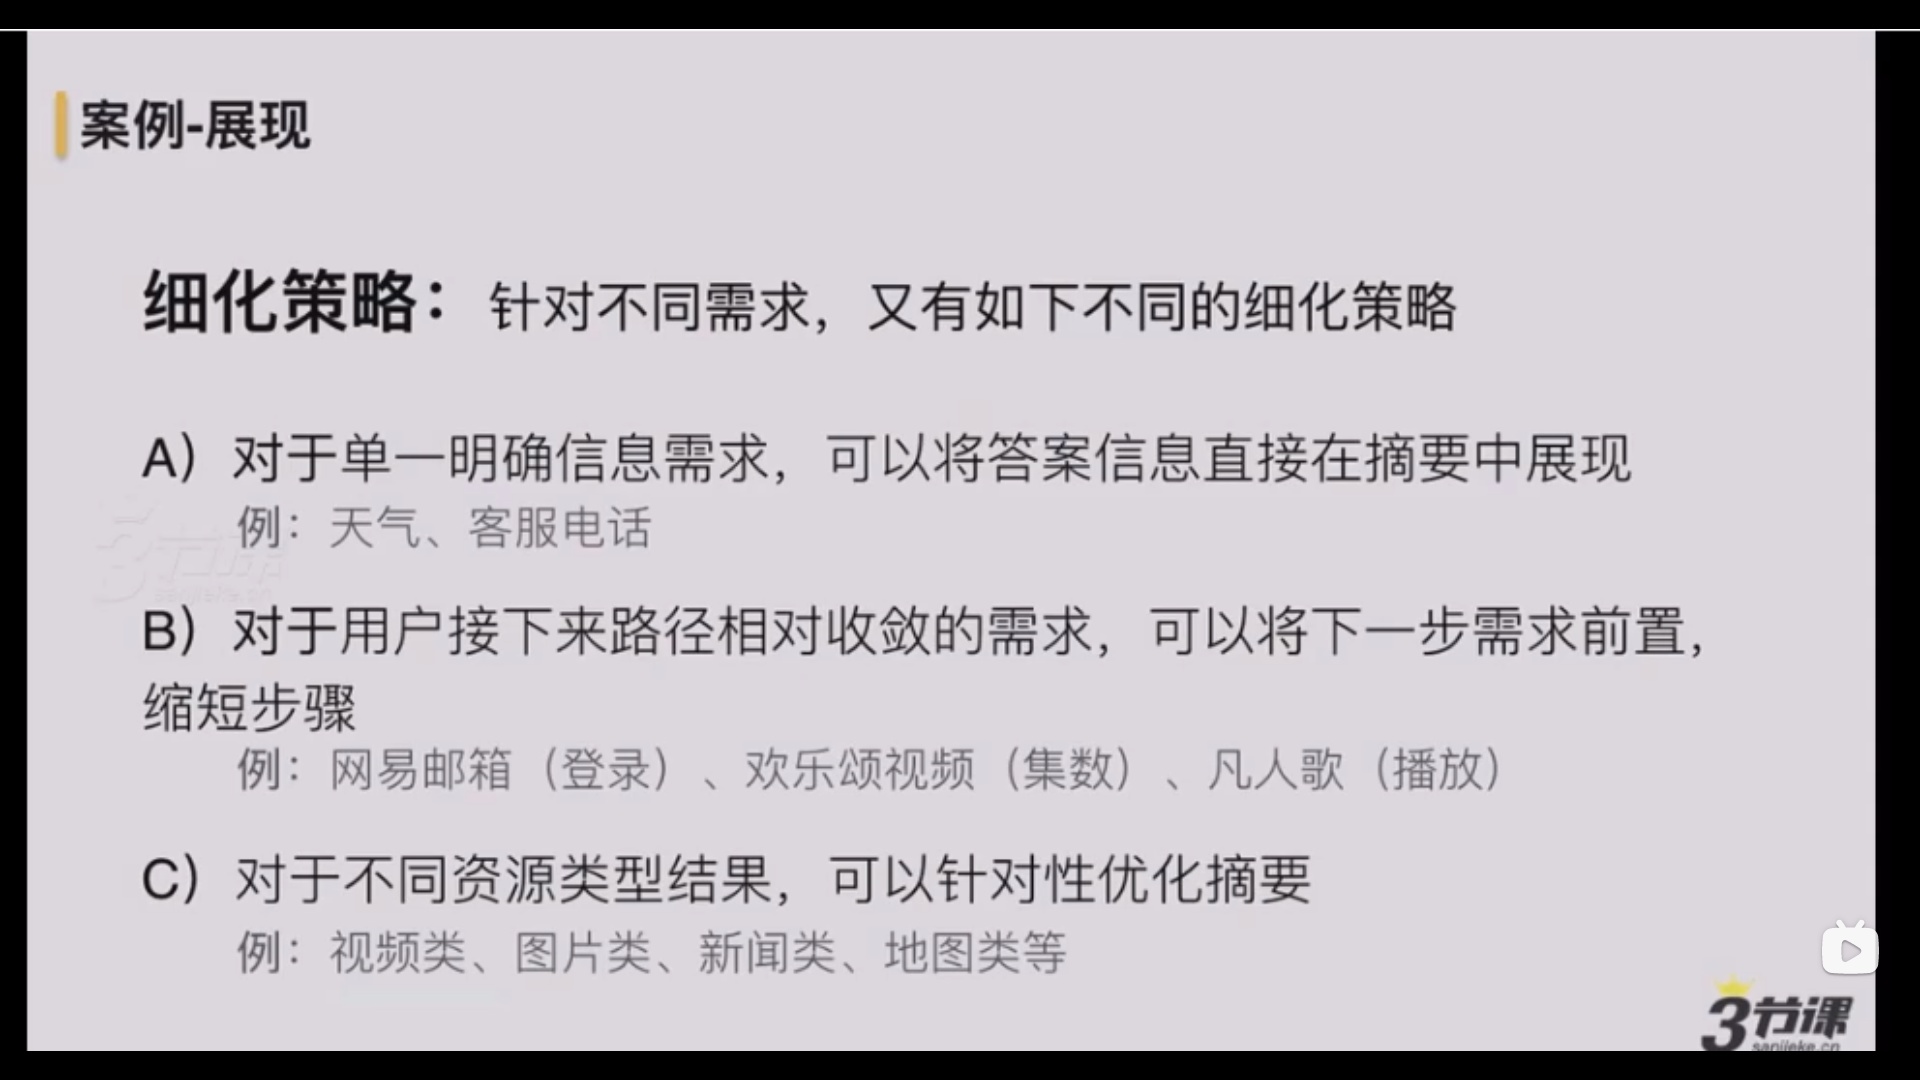 案例-展现
细化策略：针对不同需求，又有如下不同的细化策略
A）对于单一明确信息需求，可以将答案信息直接在摘要中展现
例：天气、客服电话
3节课
sanjieke.cn
B）对于用户接下来路径相对收敛的需求，可以将下一步需求前置，
缩短步骤
例：网易邮箱（登录）、欢乐颂视频（集数）、凡人歌（播放）
C）对于不同资源类型结果，可以针对性优化摘要
例：视频类、图片类、新闻类、地图类等
3节课
sanjieke.cn